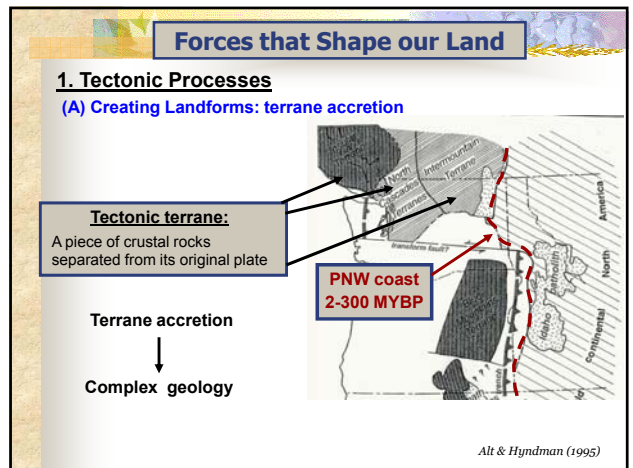 Forces that Shape our Land
1. Tectonic Processes
(A) Creating Landforms: terrane accretion
North
Cascades
Terranes
Intermountain
Terrane
America
North
continental
Tectonic terrane:
A piece of crustal rocks
separated from its original plate
transform fault?
PNW coast
2-300 MYBP
Idaho
batholith
trench
Terrane accretion
Complex geology
Alt & Hyndman (1995)